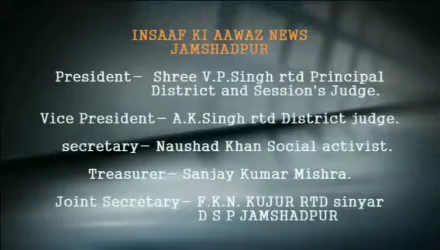 INSAAF KI AAWAZ NEWS
JAMSHADPUR
President- Shree V.P.Singh rtd Principal
District and Session's Judge.
Vice President- A.K.Singh rtd District judge.
secretary- Naushad Khan Social activist.
Treasurer- Sanjay Kumar Mishra.
Joint Secretary- F.K.N. KUJUR RTD sinyar
D S P JAMSHADPUR